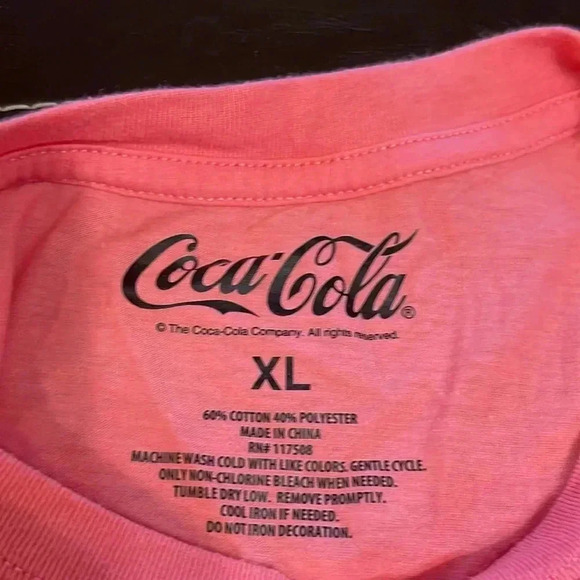 Coca-Cola®
© The Coca-Cola Company. All rights reserved.
XL
60% COTTON 40% POLYESTER
MADE IN CHINA
RN# 117508
MACHINE WASH COLD WITH LIKE COLORS. GENTLE CYCLE.
ONLY NON-CHLORINE BLEACH WHEN NEEDED.
TUMBLE DRY LOW. REMOVE PROMPTLY.
COOL IRON IF NEEDED.
DO NOT IRON DECORATION.